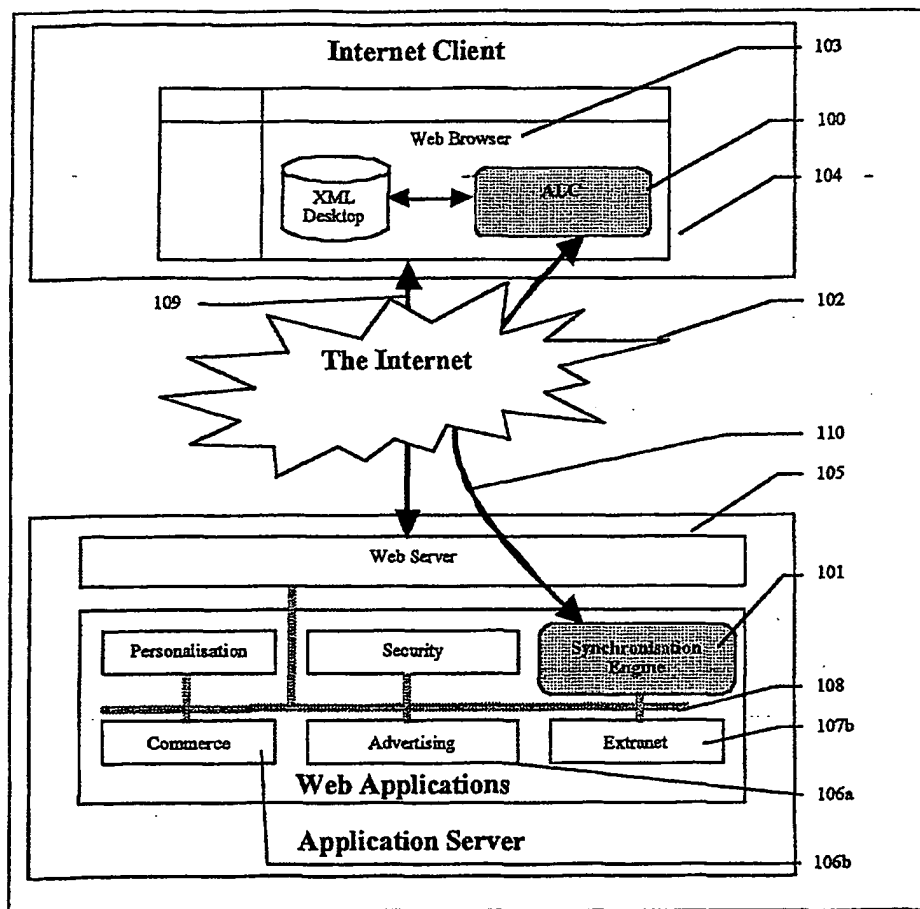 Internet Client
103
Web Browser
100
XML
Desktop
ALC
104
109
102
The Internet
110
105
Web Server
101
Personalisation
Security
Synchronisation
Engine
108
Commerce
Advertising
Extranet
107b
Web Applications
106a
Application Server
106b